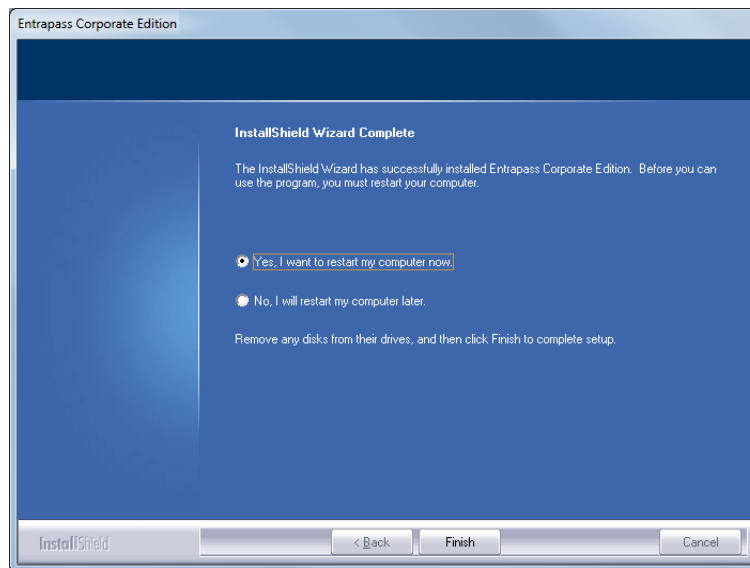 Entrapass Corporate Edition
InstallShield Wizard Complete
The InstallShield Wizard has successfully installed Entrapass Corporate Edition. Before you can
use the program, you must restart your computer.
Yes, I want to restart my computer now.
No, I will restart my computer later.
Remove any disks from their drives, and then click Finish to complete setup.
InstallShield
< Back
Finish
Cancel